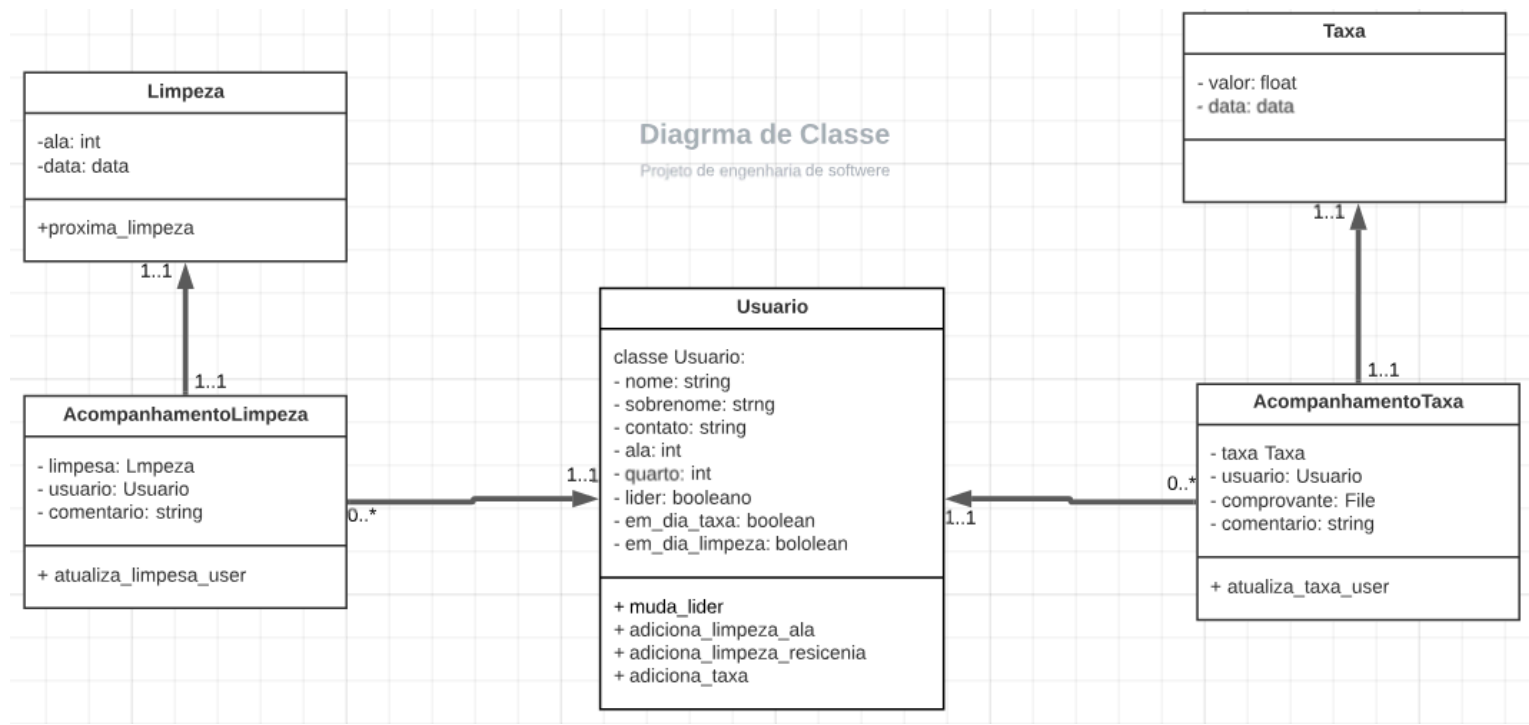 Diagrma de Classe
Projeto de engenharia de softwere
Limpeza
-ala: int
-data: data
+proxima_limpeza
1..1
1..1
AcompanhamentoLimpeza
- limpesa: Lmpeza
- usuario: Usuario
- comentario: string
+ atualiza_limpesa_user
0..*
1..1
Usuario
classe Usuario:
- nome: string
- sobrenome: strng
- contato: string
- ala: int
- quarto: int
- lider: booleano
- em_dia_taxa: boolean
- em_dia_limpeza: bololean
+ muda_lider
+ adiciona_limpeza_ala
+ adiciona_limpeza_resicenia
+ adiciona_taxa
Taxa
- valor: float
- data: data
1..1
1..1
AcompanhamentoTaxa
- taxa Taxa
- usuario: Usuario
- comprovante: File
- comentario: string
+ atualiza_taxa_user
0..*
1..1